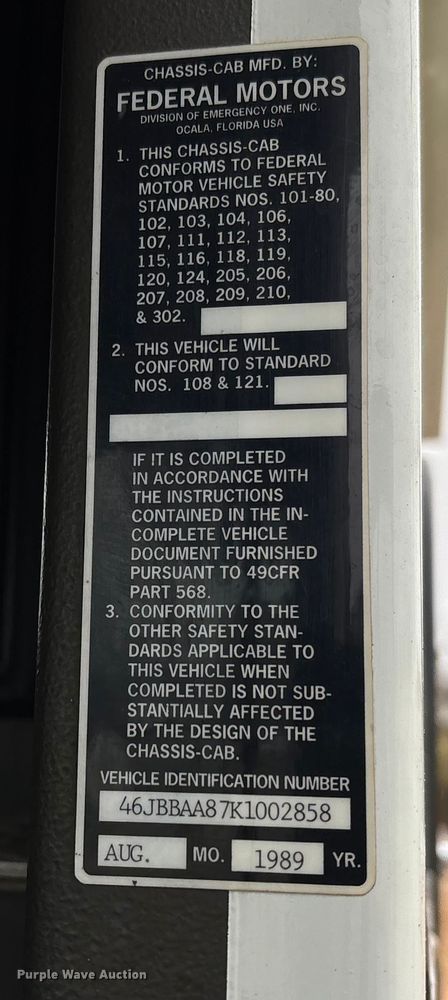 CHASSIS-CAB MFD. BY:
FEDERAL MOTORS
DIVISION OF EMERGENCY ONE, INC.
OCALA, FLORIDA USA
1. THIS CHASSIS-CAB
CONFORMS TO FEDERAL
MOTOR VEHICLE SAFETY
STANDARDS NOS. 101-80,
102, 103, 104, 106,
107, 111, 112, 113,
115, 116, 118, 119,
120, 124, 205, 206,
207, 208, 209, 210,
& 302.
2. THIS VEHICLE WILL
CONFORM TO STANDARD
NOS. 108 & 121.
IF IT IS COMPLETED
IN ACCORDANCE WITH
THE INSTRUCTIONS
CONTAINED IN THE IN-
COMPLETE VEHICLE
DOCUMENT FURNISHED
PURSUANT TO 49CFR
PART 568.
3. CONFORMITY TO THE
OTHER SAFETY STAN-
DARDS APPLICABLE TO
THIS VEHICLE WHEN
COMPLETED IS NOT SUB-
STANTIALLY AFFECTED
BY THE DESIGN OF THE
CHASSIS-CAB.
VEHICLE IDENTIFICATION NUMBER
46JBBAA87K1002858
AUG. MO. 1989 YR.
Purple Wave Auction